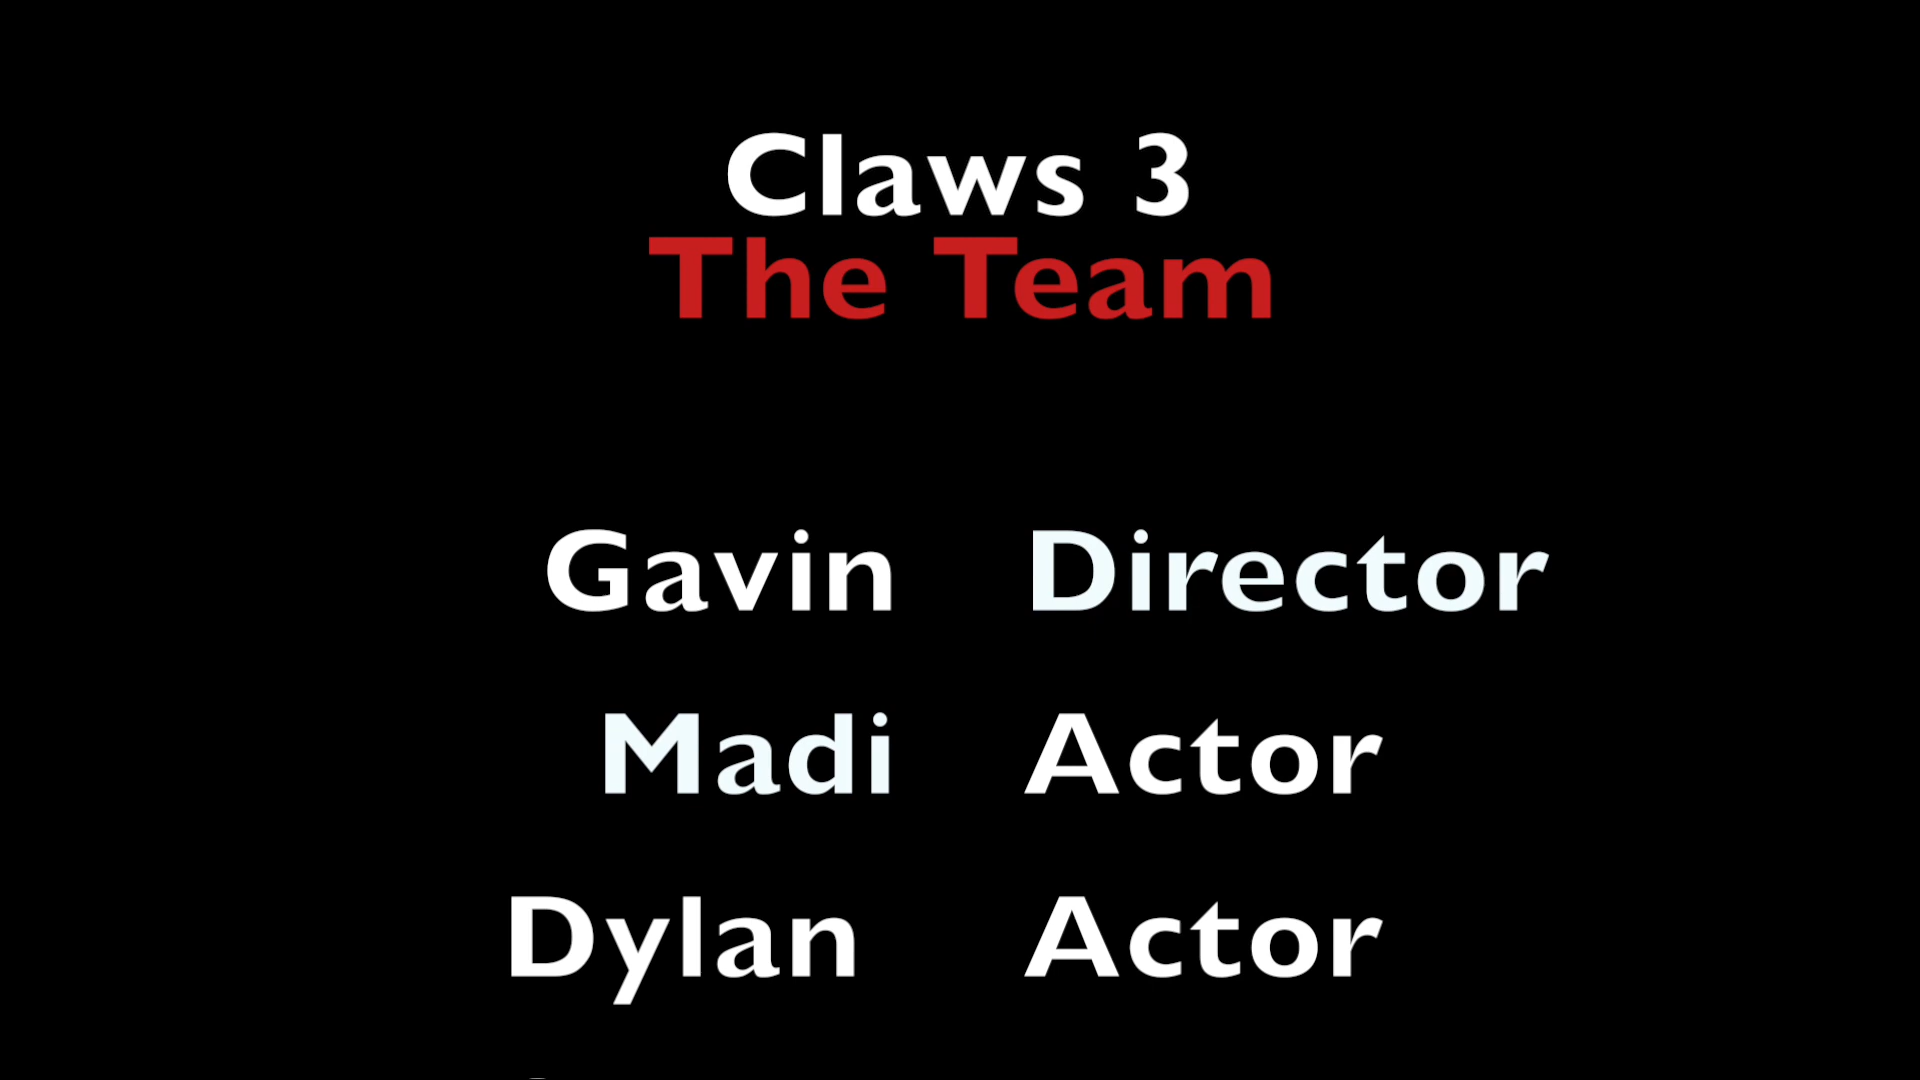 Claws 3
The Team
Gavin Director
Madi Actor
Dylan Actor